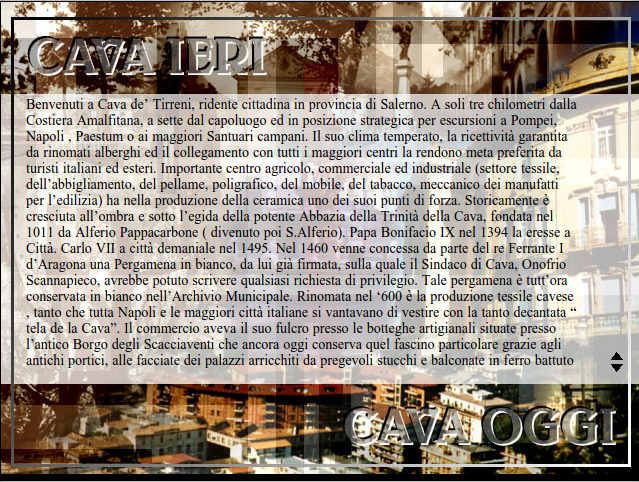 CAVA IERI
Benvenuti a Cava de’ Tirreni, ridente cittadina in provincia di Salerno. A soli tre chilometri dalla
Costiera Amalfitana, a sette dal capoluogo ed in posizione strategica per escursioni a Pompei,
Napoli , Paestum o ai maggiori Santuari campani. Il suo clima temperato, la ricettività garantita
da rinomati alberghi ed il collegamento con tutti i maggiori centri la rendono meta preferita da
turisti italiani ed esteri. Importante centro agricolo, commerciale ed industriale (settore tessile,
dell’abbigliamento, del pellame, poligrafico, del mobile, del tabacco, meccanico dei manufatti
per l’edilizia) ha nella produzione della ceramica uno dei suoi punti di forza. Storicamente è
cresciuta all’ombra e sotto l’egida della potente Abbazia della Trinità della Cava, fondata nel
1011 da Alferio Pappacarbone ( divenuto poi S.Alferio). Papa Bonifacio IX nel 1394 la eresse a
Città. Carlo VII a città demaniale nel 1495. Nel 1460 venne concessa da parte del re Ferrante I
d’Aragona una Pergamena in bianco, da lui già firmata, sulla quale il Sindaco di Cava, Onofrio
Scannapieco, avrebbe potuto scrivere qualsiasi richiesta di privilegio. Tale pergamena è tutt’ora
conservata in bianco nell’Archivio Municipale. Rinomata nel ‘600 è la produzione tessile cavese
, tanto che tutta Napoli e le maggiori città italiane si vantavano di vestire con la tanto decantata “
tela de la Cava”. Il commercio aveva il suo fulcro presso le botteghe artigianali situate presso
l’antico Borgo degli Scacciaventi che ancora oggi conserva quel fascino particolare grazie agli
antichi portici, alle facciate dei palazzi arricchiti da pregevoli stucchi e balconate in ferro battuto
CAVA OGGI